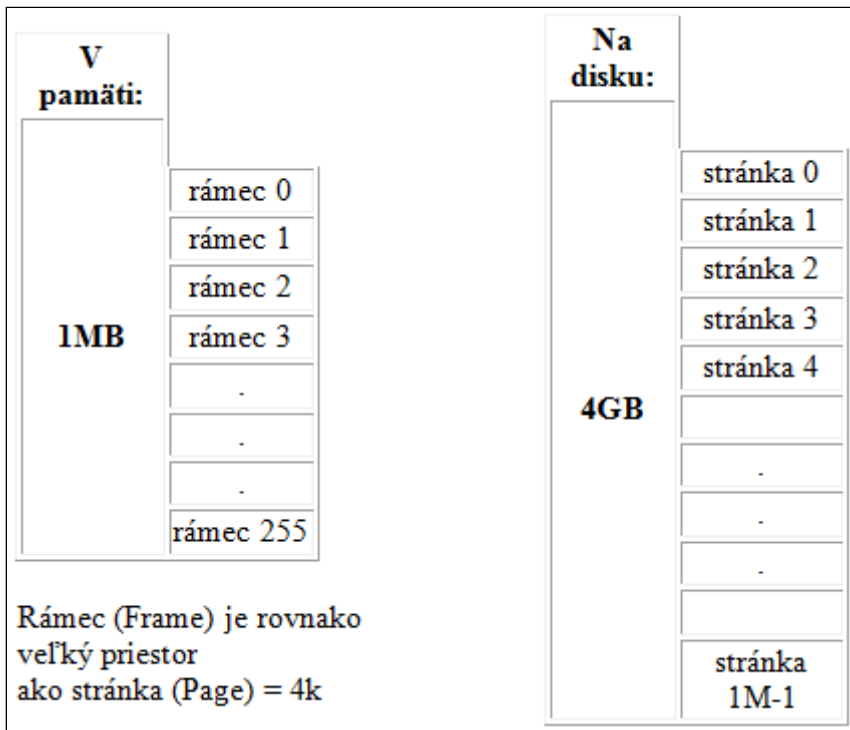 V
pamäti:
1MB
rámec 0
rámec 1
rámec 2
rámec 3
.
.
.
rámec 255
Rámec (Frame) je rovnako
veľký priestor
ako stránka (Page) = 4k
Na
disku:
4GB
stránka 0
stránka 1
stránka 2
stránka 3
stránka 4
.
.
.
stránka
1M-1